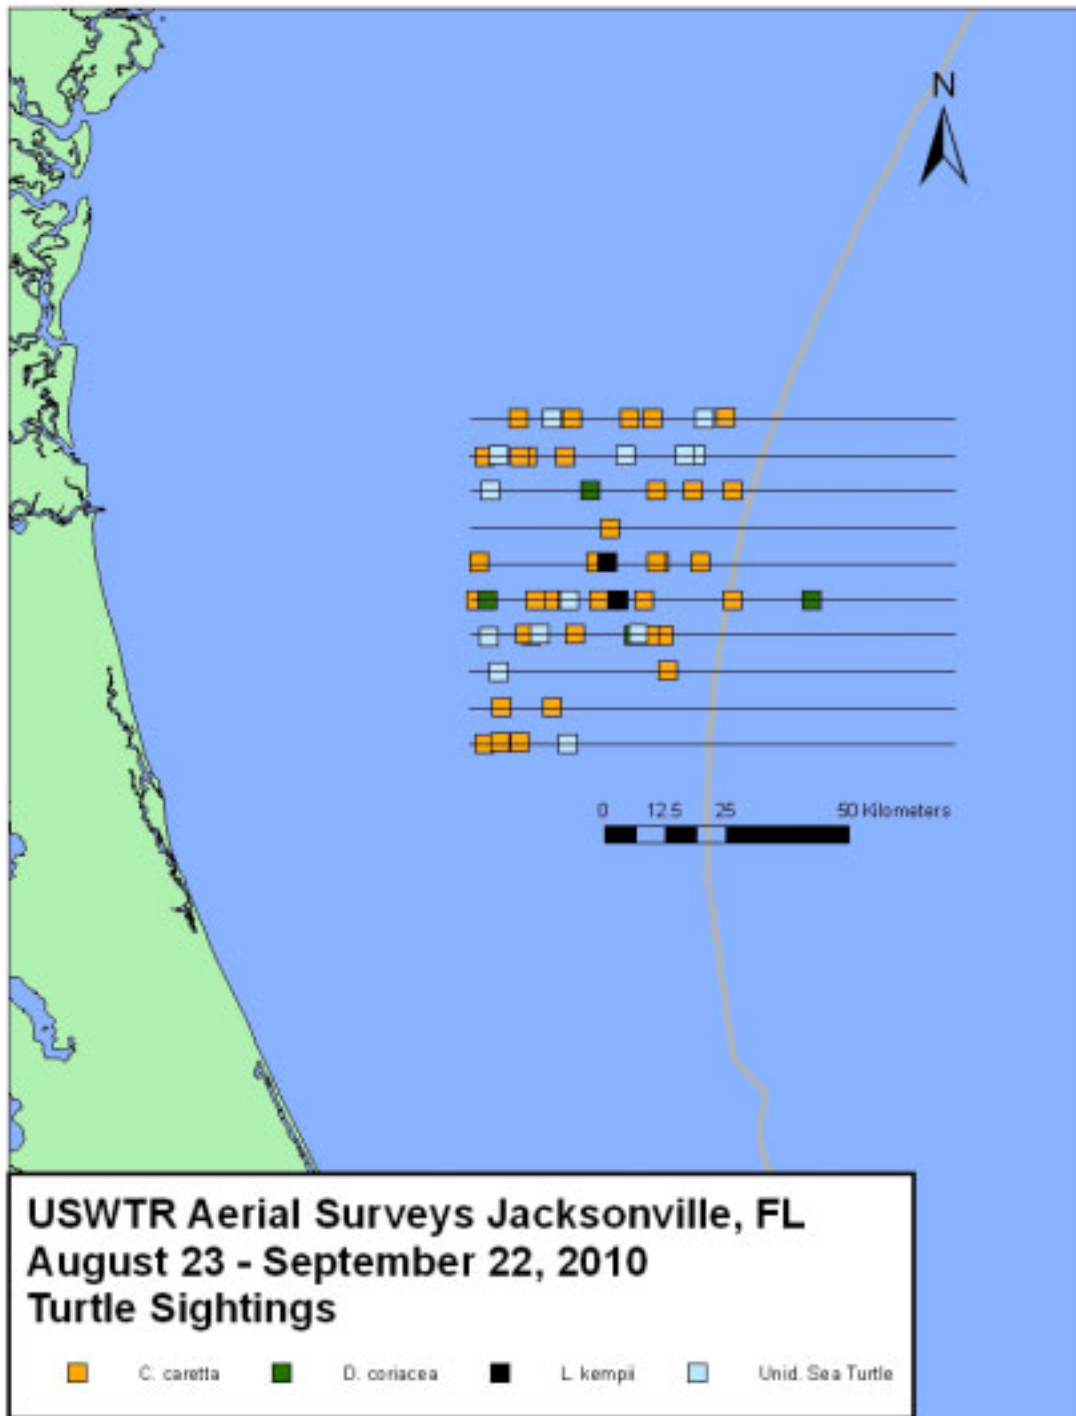 N
0 12.5 25 50 Kilometers
USWTR Aerial Surveys Jacksonville, FL
August 23 - September 22, 2010
Turtle Sightings
C. caretta D. coriacea L. kempii Unid. Sea Turtle